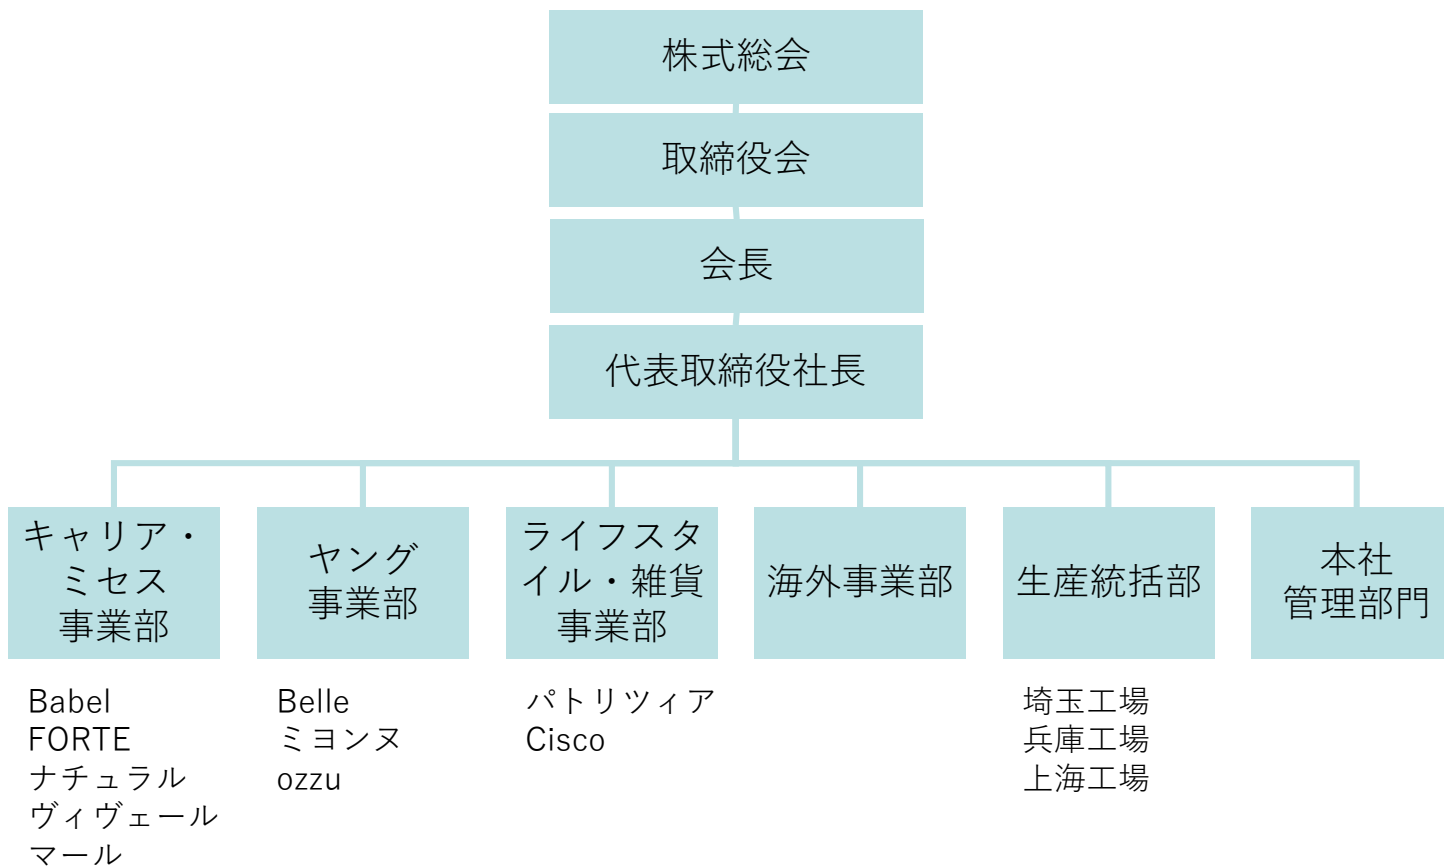 株式総会
取締役会
会長
代表取締役社長
キャリア・
ミセス
事業部
ヤング
事業部
ライフスタ
イル・雑貨
事業部
海外事業部
生産統括部
本社
管理部門
Babel
FORTE
ナチュラル
ヴィヴェール
マール
Belle
ミヨンヌ
ozzu
パトリツィア
Cisco
埼玉工場
兵庫工場
上海工場